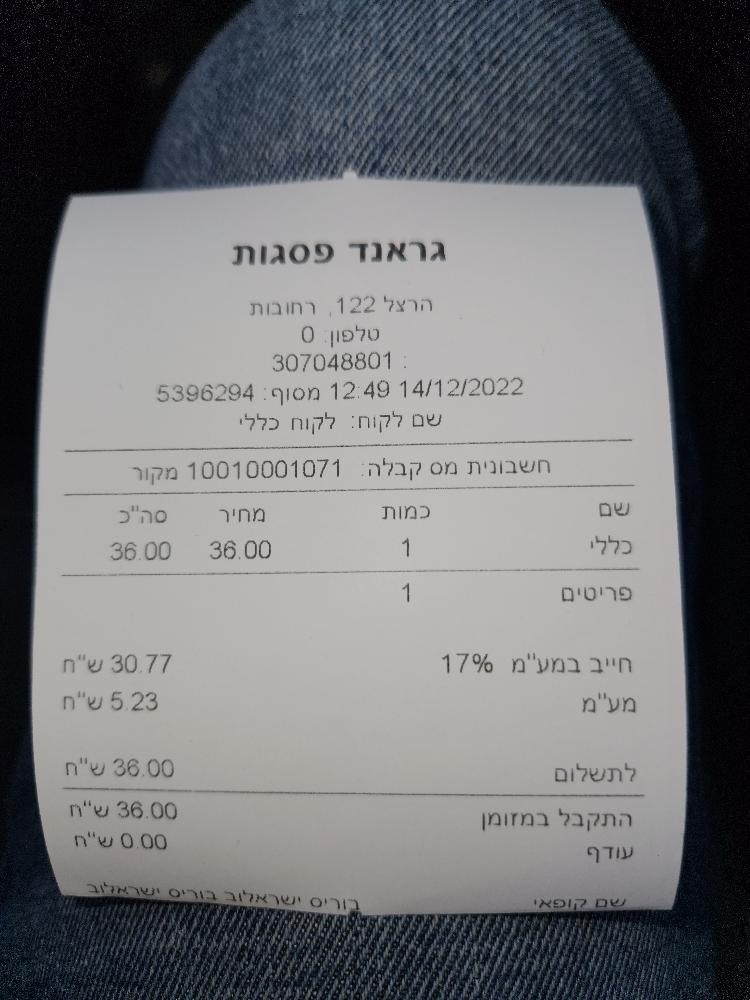 גראנד פסגות
הרצל 122, רחובות
טלפון: 0
: 307048801
14/12/2022 12:49 מסוף: 5396294
שם לקוח: לקוח כללי
חשבונית מס קבלה: 10010001071 מקור
שם כמות מחיר סה"כ
כללי 1 36.00 36.00
פריטים 1
חייב במע"מ 17% 30.77 ש"ח
מע"מ 5.23 ש"ח
לתשלום 36.00 ש"ח
התקבל במזומן 36.00 ש"ח
עודף 0.00 ש"ח
שם קופאי בוריס ישראלוב בוריס ישראלוב